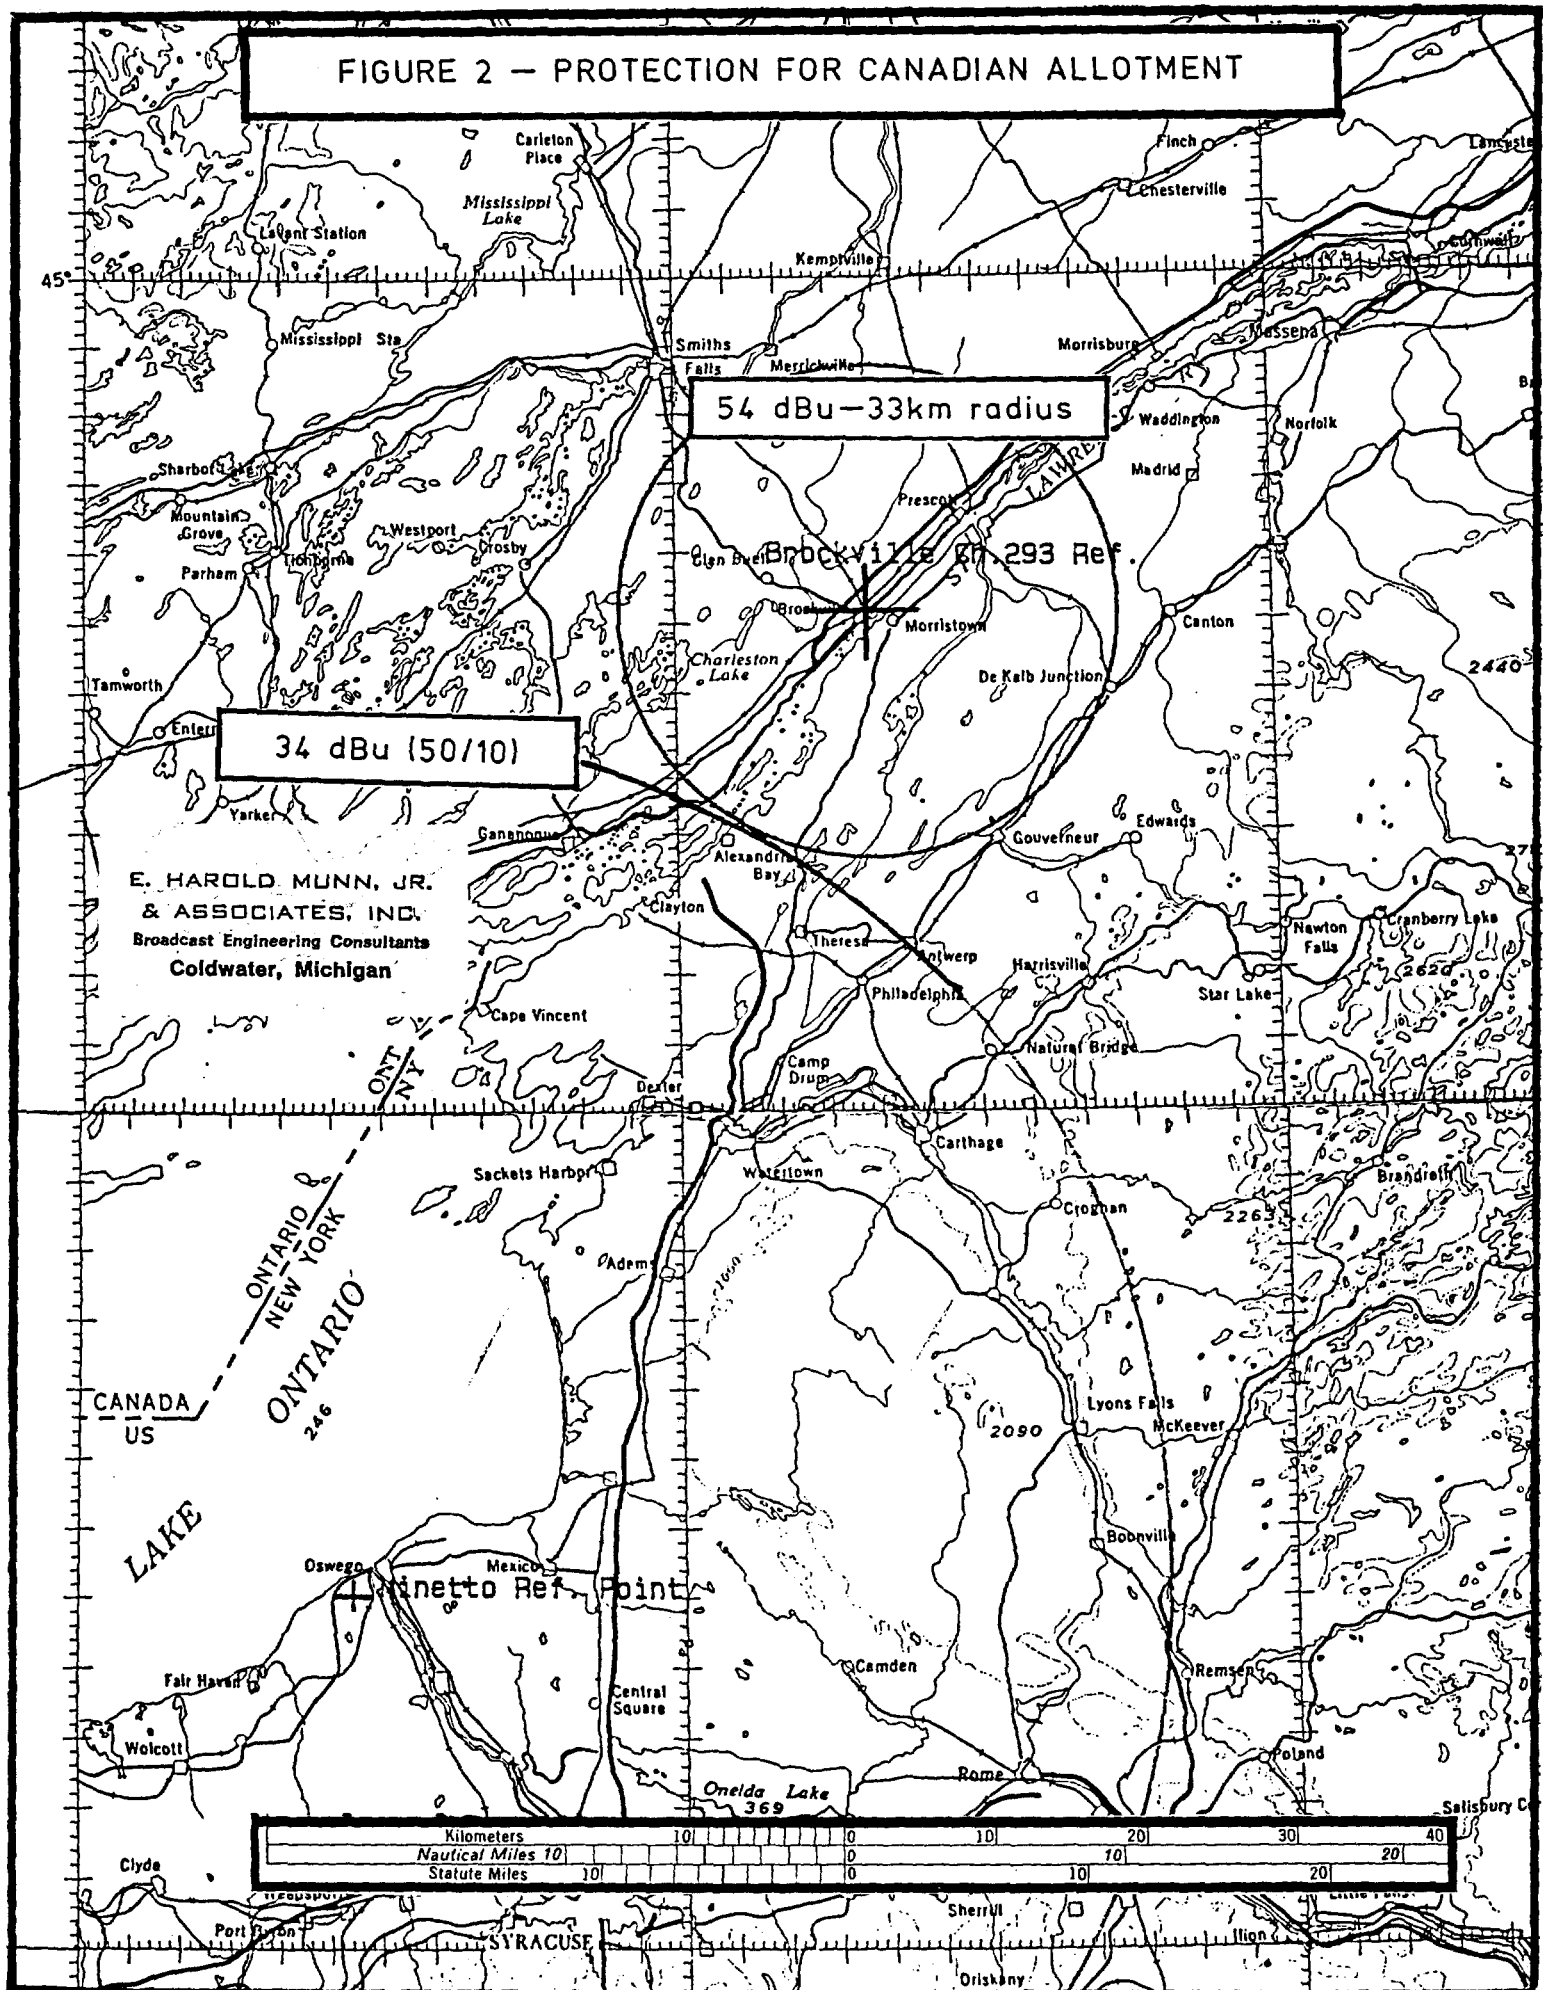 FIGURE 2 — PROTECTION FOR CANADIAN ALLOTMENT
Carleton
Place
Finch
Chesterville
Mississippi
Lake
Lavant Station
Kemptville
Cornwall
45°
Mississippi Sta
Smiths
Falls
Merrickville
Morrisburg
Massena
54 dBu—33km radius
Waddington
Norfolk
Sharbot Lake
Madrid
Mountain
Grove
Westport
Crosby
Prescott
Tichborne
Parham
Glen Buell
Brockville Ch.293 Ref.
Morristown
Canton
Charleston
Lake
De Kalb Junction
2440
Tamworth
34 dBu (50/10)
Yarker
Gananoque
Gouverneur
Edwards
Alexandria
Bay
E. HAROLD MUNN, JR.
& ASSOCIATES, INC.
Broadcast Engineering Consultants
Coldwater, Michigan
Clayton
Theresa
Antwerp
Newton
Falls
Cranberry Lake
Harrisville
2620
Philadelphia
Star Lake
Cape Vincent
ONT
NY
Natural Bridge
Camp
Drum
Dexter
Carthage
Sackets Harbor
Watertown
Brandreth
Croghan
2263
ONTARIO
NEW YORK
Adams
ONTARIO
246
CANADA
US
Lyons Falls
McKeever
2090
LAKE
Boonville
Oswego
Mexico
Minetto Ref. Point
Camden
Remsen
Fair Haven
Central
Square
Wolcott
Poland
Rome
Oneida Lake
369
Kilometers 10 0 10 20 30 40
Nautical Miles 10 0 10 20
Statute Miles 10 0 10 20
Clyde
Sherrill
Port Byron
SYRACUSE
Ilion
Oriskany